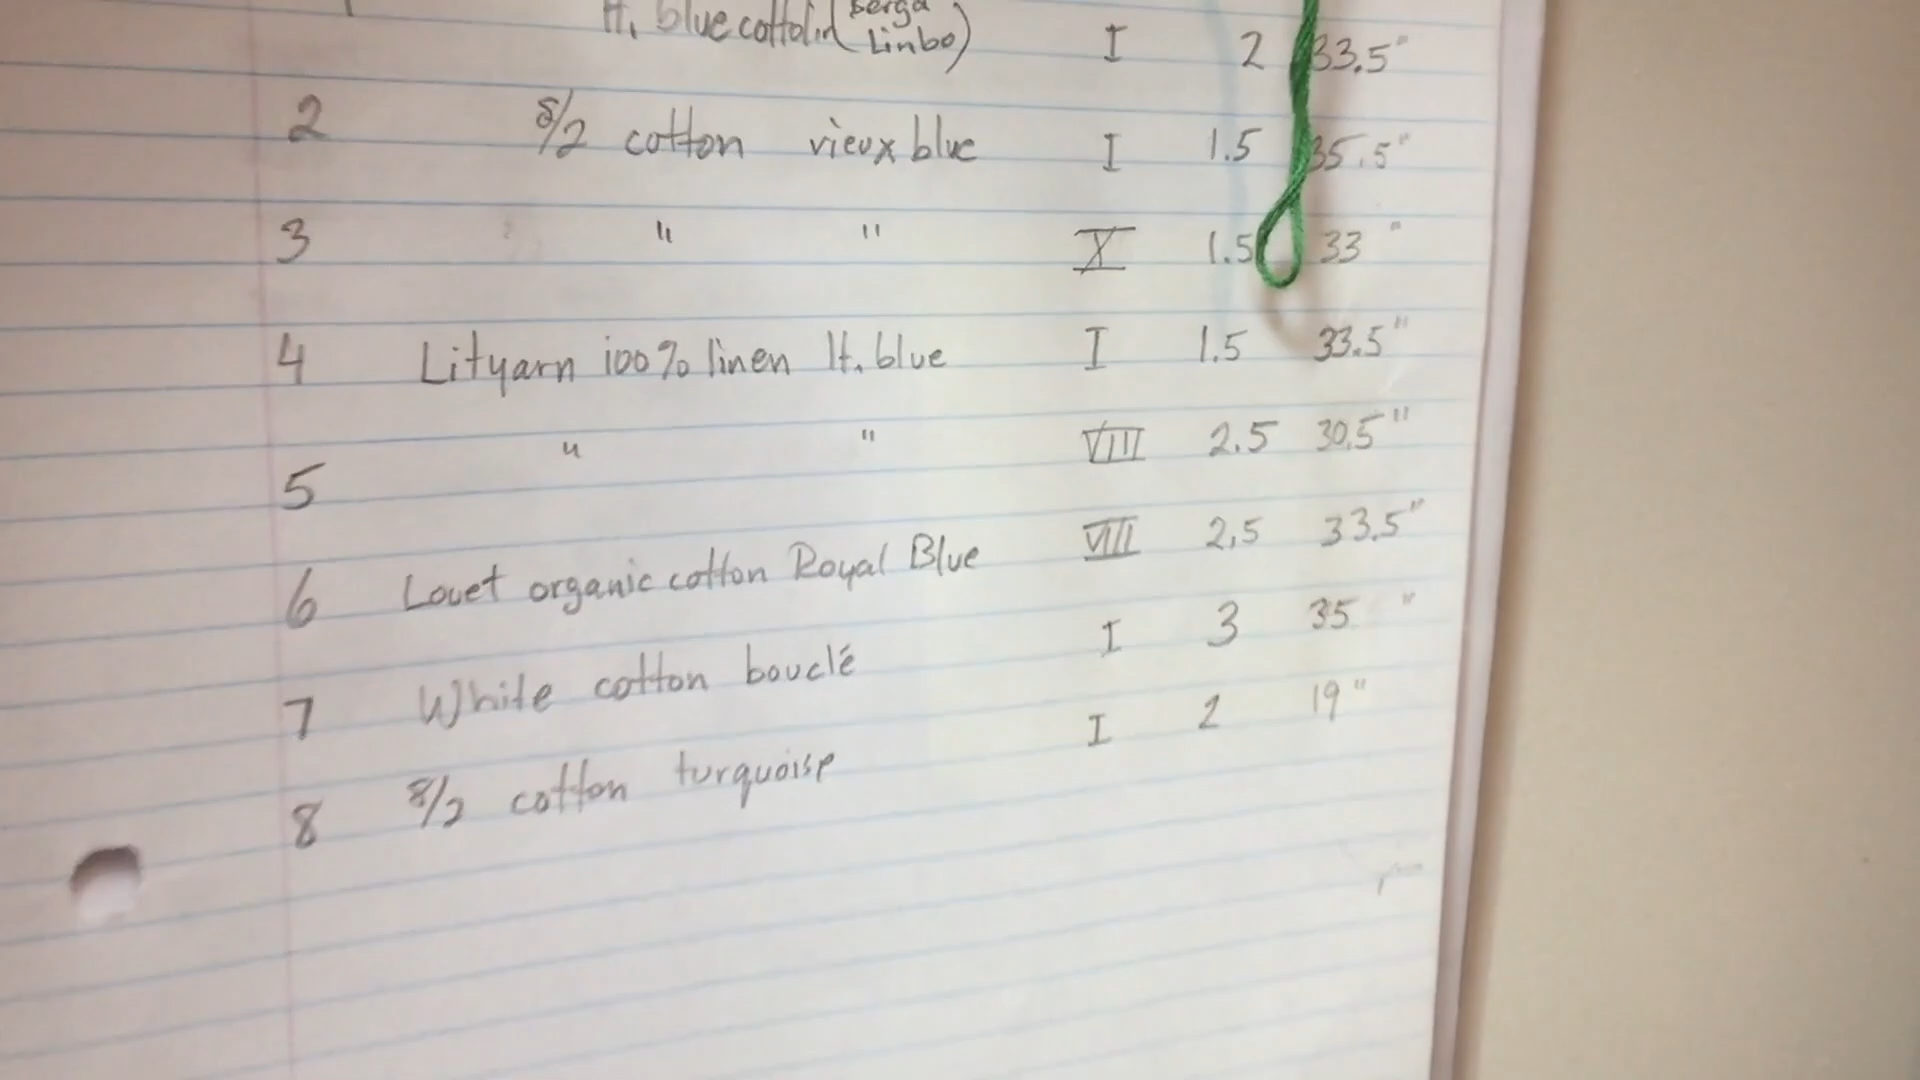 lt. blue cottolin (Berga Linbo) I 2 33.5"
2 8/2 cotton vieux blue I 1.5 35.5"
3 " " X 1.5 33 "
4 Lityarn 100% linen lt. blue I 1.5 33.5"
5 " " VIII 2.5 30.5"
6 Louet organic cotton Royal Blue VIII 2.5 33.5"
7 White cotton bouclé I 3 35 "
8 8/2 cotton turquoise I 2 19"